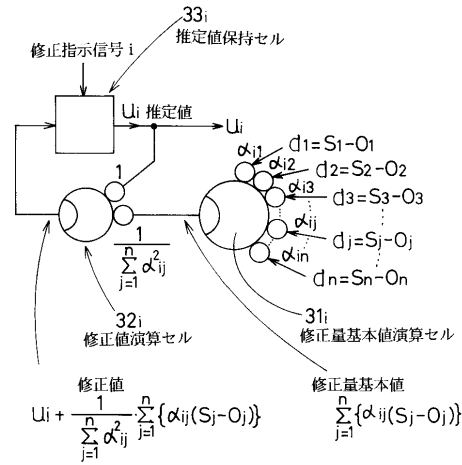 33i
推定値保持セル
修正指示信号 i
Ui 推定値
Ui
αi1
d1=S1-O1
αi2
d2=S2-O2
αi3
d3=S3-O3
αij
dj=Sj-Oj
αin
dn=Sn-On
1
1
n
∑ α²ij
j=1
32i
修正値演算セル
31i
修正量基本値演算セル
修正値
Ui + 1/(n∑j=1 α²ij) · n∑j=1 {αij(Sj-Oj)}
修正量基本値
n∑j=1 {αij(Sj-Oj)}